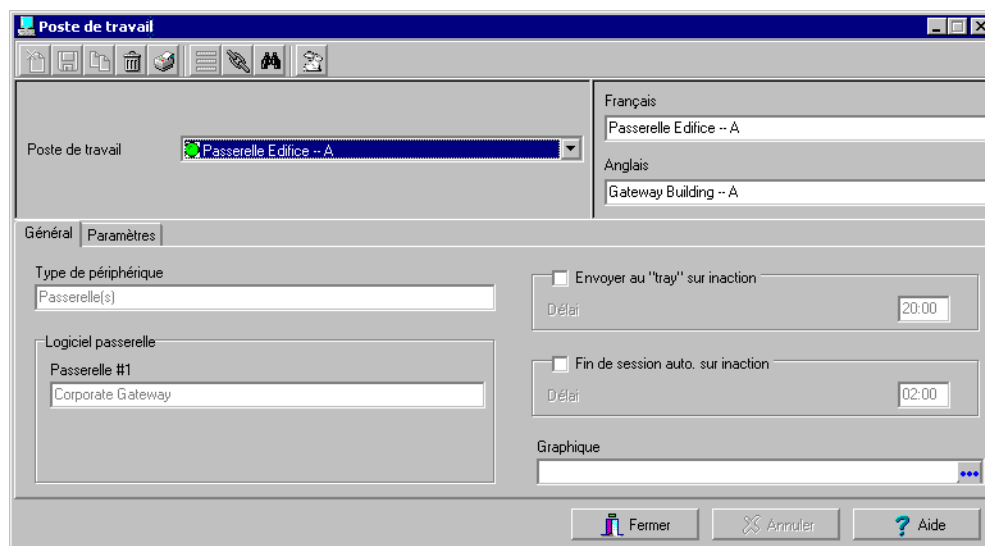 Poste de travail
Français
Passerelle Edifice -- A
Poste de travail
Passerelle Edifice -- A
Anglais
Gateway Building -- A
Général
Paramètres
Type de périphérique
Passerelle(s)
Envoyer au "tray" sur inaction
Délai
20:00
Logiciel passerelle
Passerelle #1
Corporate Gateway
Fin de session auto. sur inaction
Délai
02:00
Graphique
Fermer
Annuler
Aide